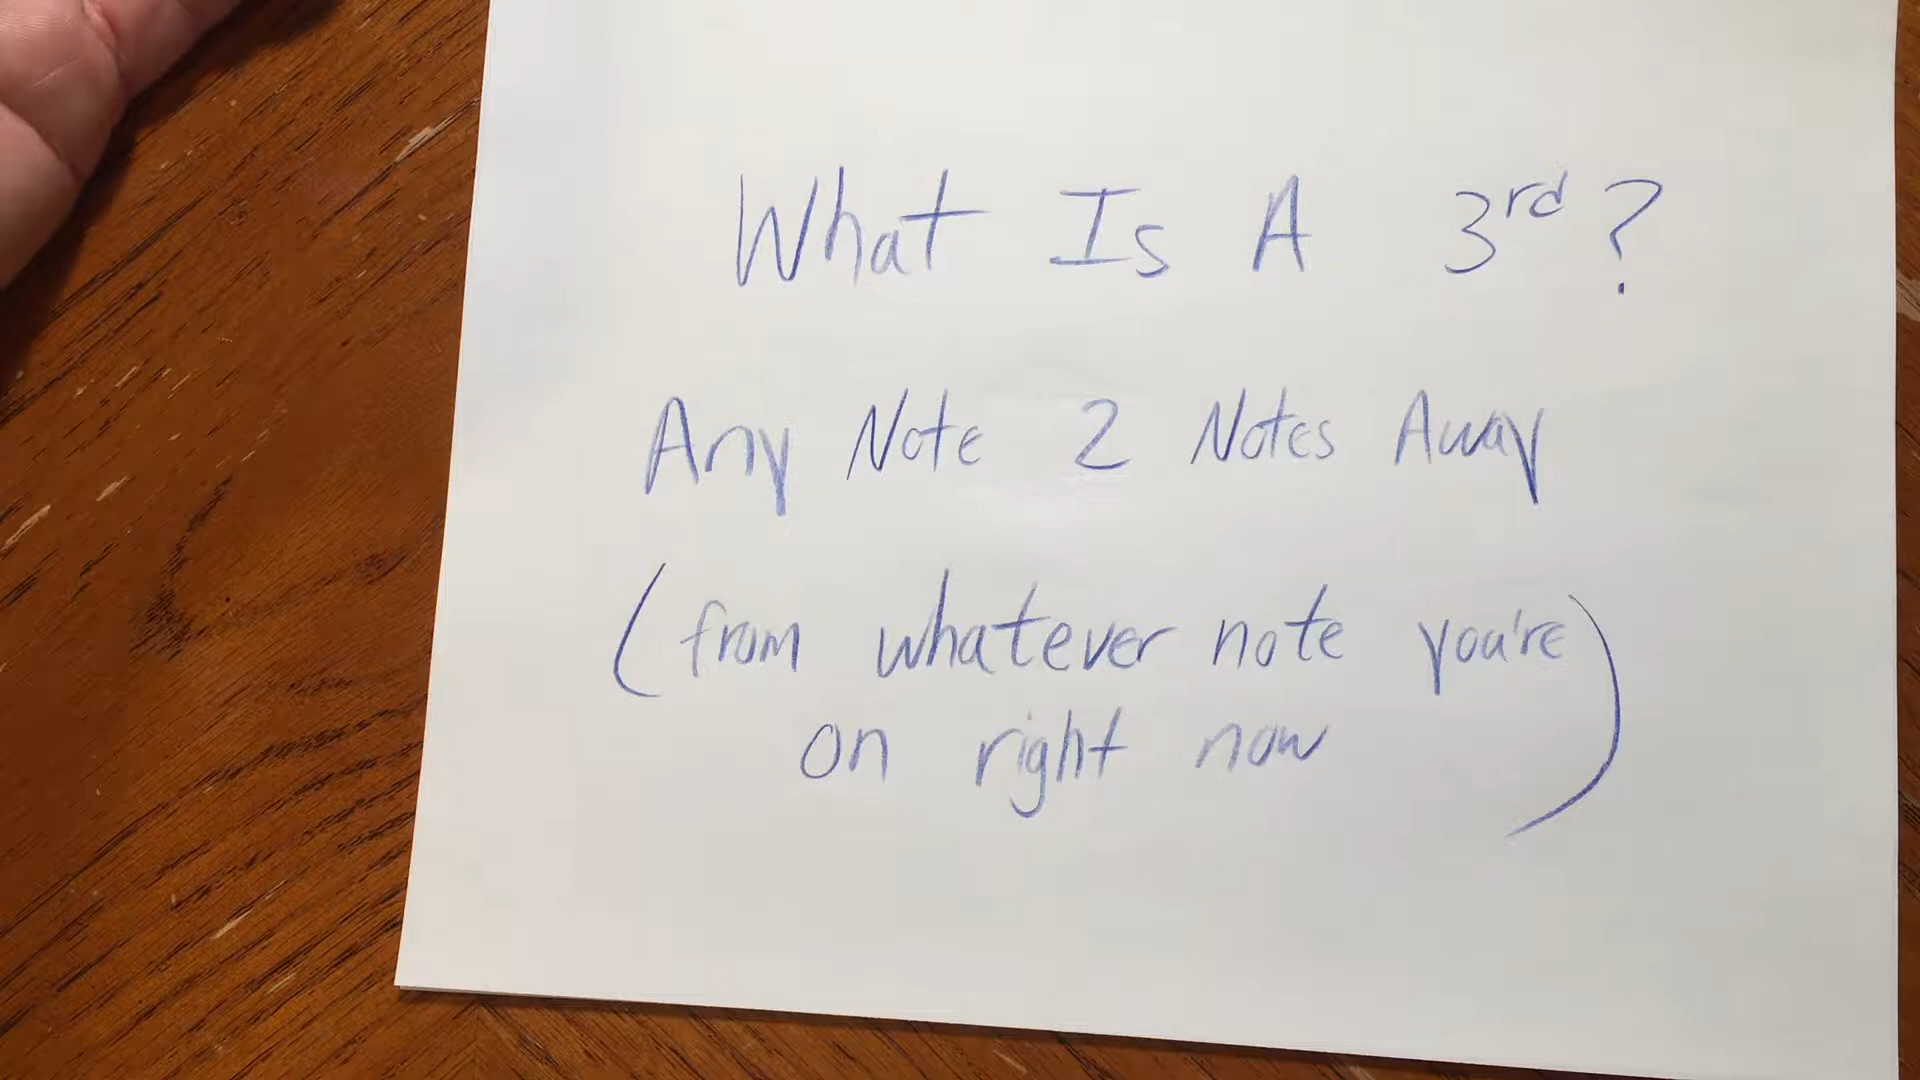 What Is A 3rd?
Any Note 2 Notes Away
(from whatever note you're
on right now)